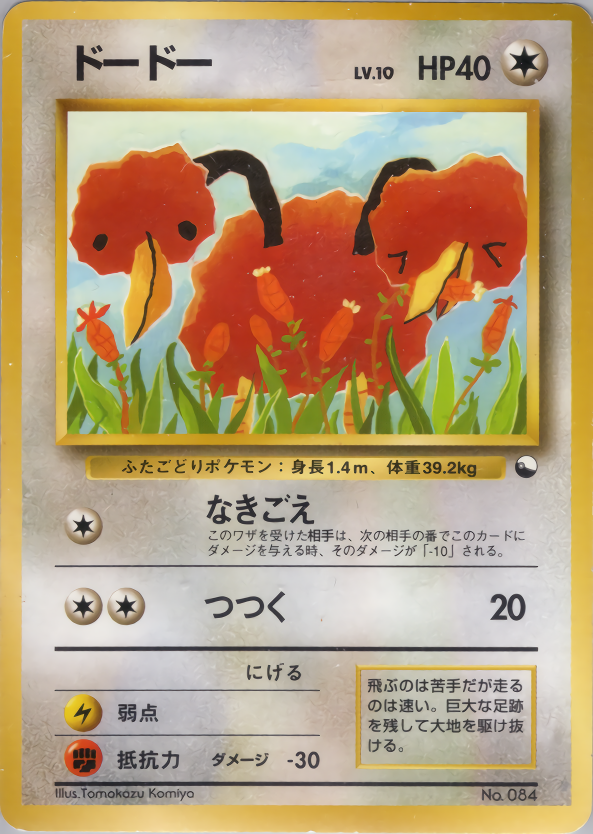 ドードー LV.10 HP40
ふたごどりポケモン：身長1.4m、体重39.2kg
なきごえ
このワザを受けた相手は、次の相手の番でこのカードに
ダメージを与える時、そのダメージが「-10」される。
つつく 20
にげる
弱点
抵抗力 ダメージ -30
飛ぶのは苦手だが走る
のは速い。巨大な足跡
を残して大地を駆け抜
ける。
Illus.Tomokazu Komiya No. 084